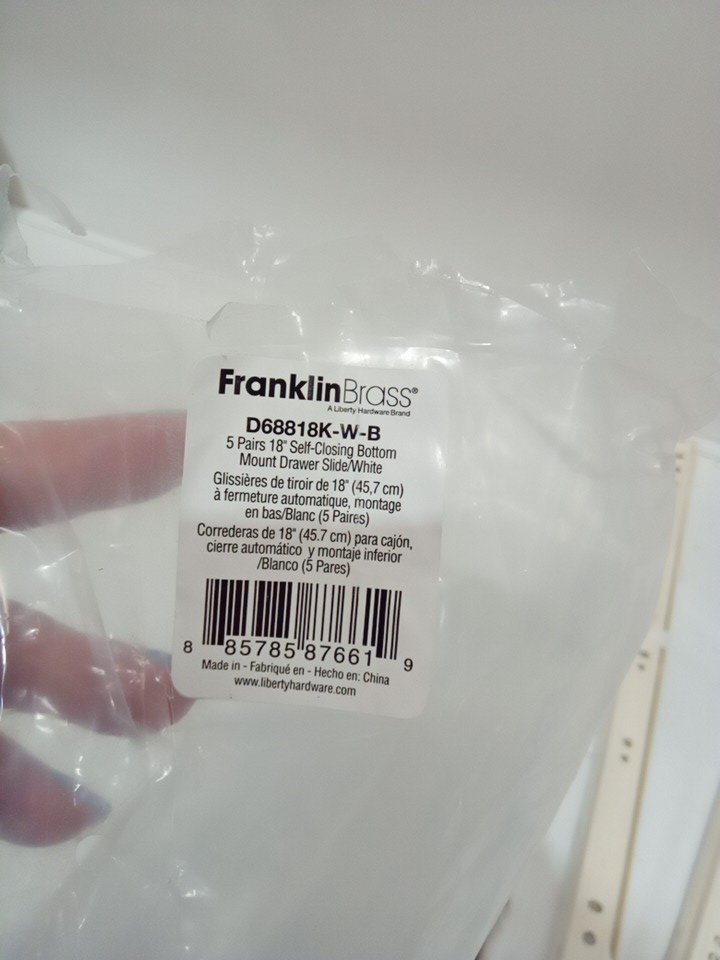 FranklinBrass®
A Liberty Hardware Brand
D68818K-W-B
5 Pairs 18" Self-Closing Bottom
Mount Drawer Slide/White
Glissières de tiroir de 18" (45,7 cm)
à fermeture automatique, montage
en bas/Blanc (5 Paires)
Correderas de 18" (45.7 cm) para cajón,
cierre automático y montaje inferior
/Blanco (5 Pares)
8 85785 87661 9
Made in - Fabriqué en - Hecho en: China
www.libertyhardware.com